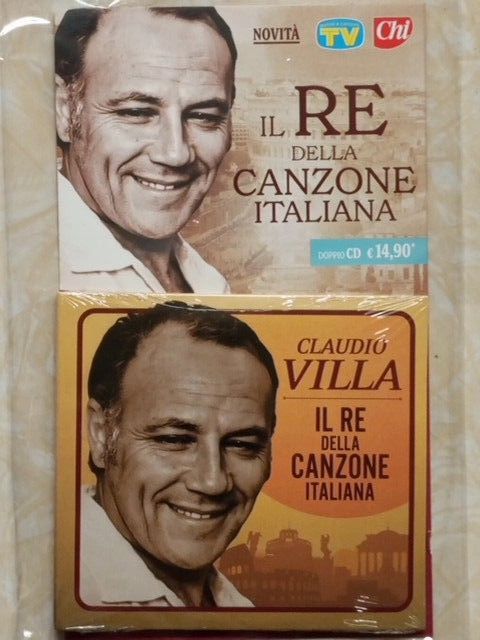 NOVITÀ
TV
Chi
IL RE
DELLA
CANZONE
ITALIANA
DOPPIO CD € 14,90*
CLAUDIO
VILLA
IL RE
DELLA
CANZONE
ITALIANA